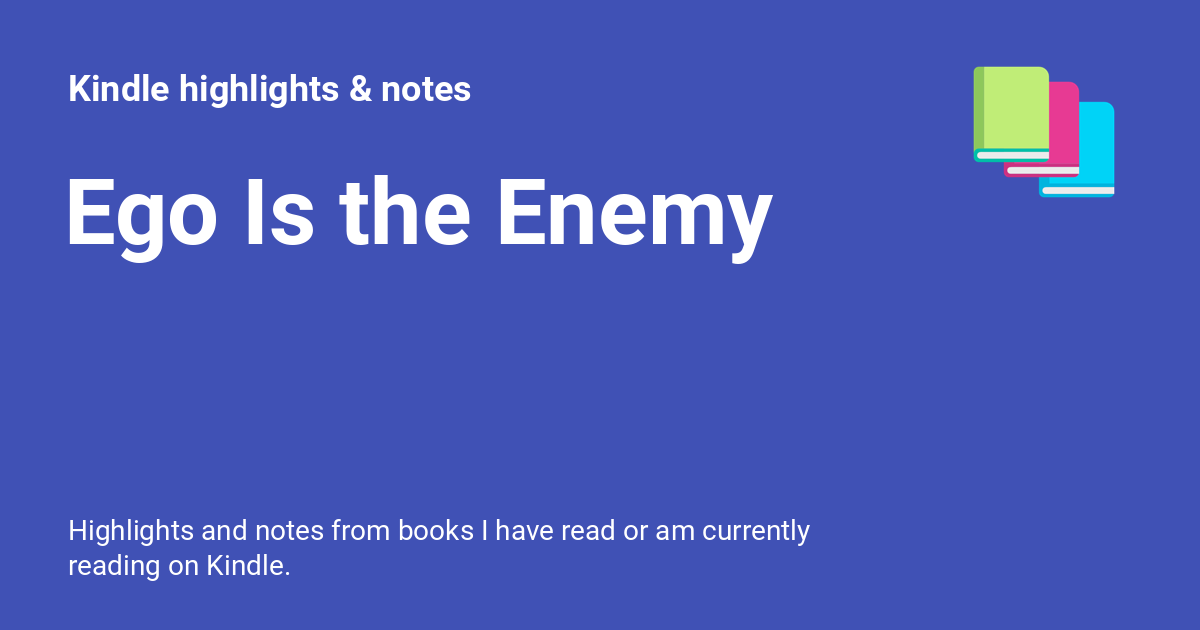 Kindle highlights & notes
Ego Is the Enemy
Highlights and notes from books I have read or am currently
reading on Kindle.